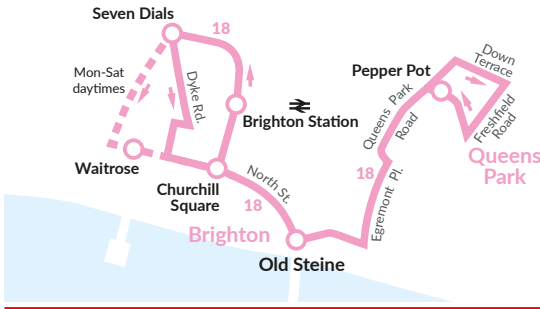 Seven Dials
18
Mon-Sat
daytimes
Dyke Rd.
Brighton Station
Waitrose
Churchill
Square
North St.
18
Brighton
Old Steine
Pepper Pot
Down
Terrace
Queens Park
Road
Freshfield
Road
Queens
Park
18
Egremont Pl.